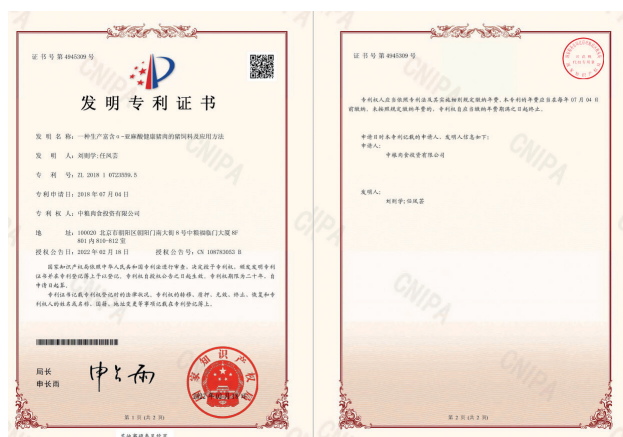 证书号第4945309号
发明专利证书
发 明 名 称：一种生产富含α-亚麻酸健康猪肉的猪饲料及应用方法
发 明 人：刘则学;任凤芸
专 利 号：ZL 2018 1 0723559.5
专利申请日：2018年07月04日
专 利 权 人：中粮肉食投资有限公司
地 址：100020 北京市朝阳区朝阳门南大街8号中粮福临门大厦8F
801内810-812室
授权公告日：2022年02月18日 授权公告号：CN 108783053 B
国家知识产权局依照中华人民共和国专利法进行审查，决定授予专利权，颁发发明专利
证书并在专利登记簿上予以登记。专利权自授权公告之日起生效。专利权期限为二十年，自
申请日起算。
专利证书记载专利权登记时的法律状况。专利权的转移、质押、无效、终止、恢复和专
利权人的姓名或名称、国籍、地址变更等事项记载在专利登记簿上。
局长
申长雨
申长雨
国家知识产权局
第 1 页 (共 2 页)
证书号第4945309号
专利权人应当依照专利法及其实施细则规定缴纳年费。本专利的年费应当在每年07月04日
前缴纳。未按照规定缴纳年费的，专利权自应当缴纳年费期满之日起终止。
申请日时本专利记载的申请人、发明人信息如下：
申请人：
中粮肉食投资有限公司
发明人：
刘则学;任凤芸
第 2 页 (共 2 页)
CNIPA
CNIPA
CNIPA
CNIPA
CNIPA